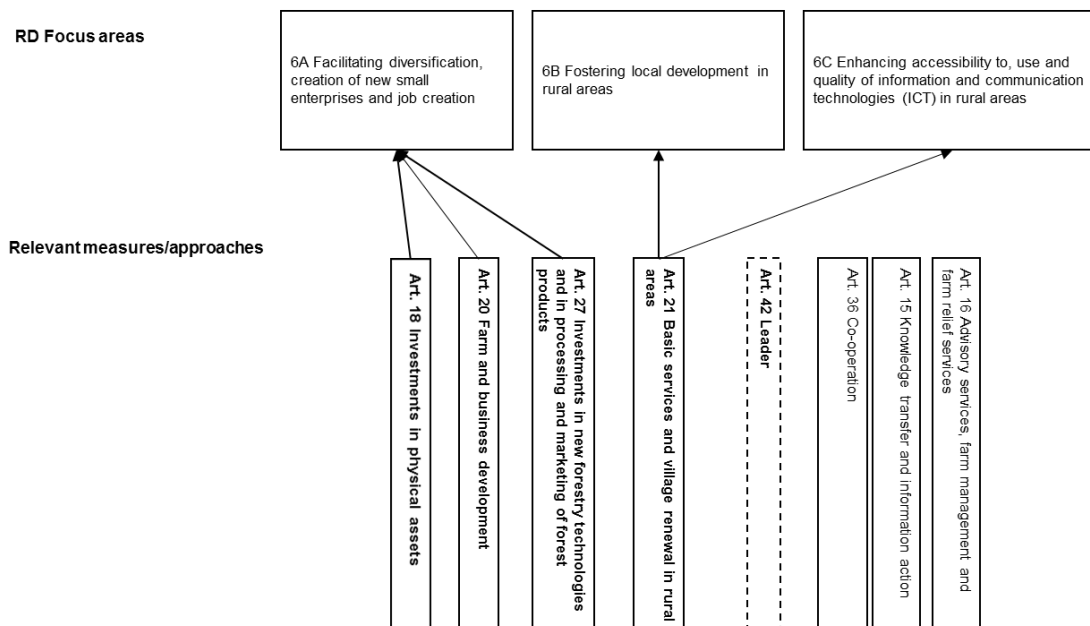 RD Focus areas
6A Facilitating diversification,
creation of new small
enterprises and job creation
6B Fostering local development in
rural areas
6C Enhancing accessibility to, use and
quality of information and communication
technologies (ICT) in rural areas
Relevant measures/approaches
Art. 18 Investments in physical assets
Art. 20 Farm and business development
Art. 27 Investments in new forestry technologies
and in processing and marketing of forest
products
Art. 21 Basic services and village renewal in rural
areas
Art. 42 Leader
Art. 36 Co-operation
Art. 15 Knowledge transfer and information action
Art. 16 Advisory services, farm management and
farm relief services